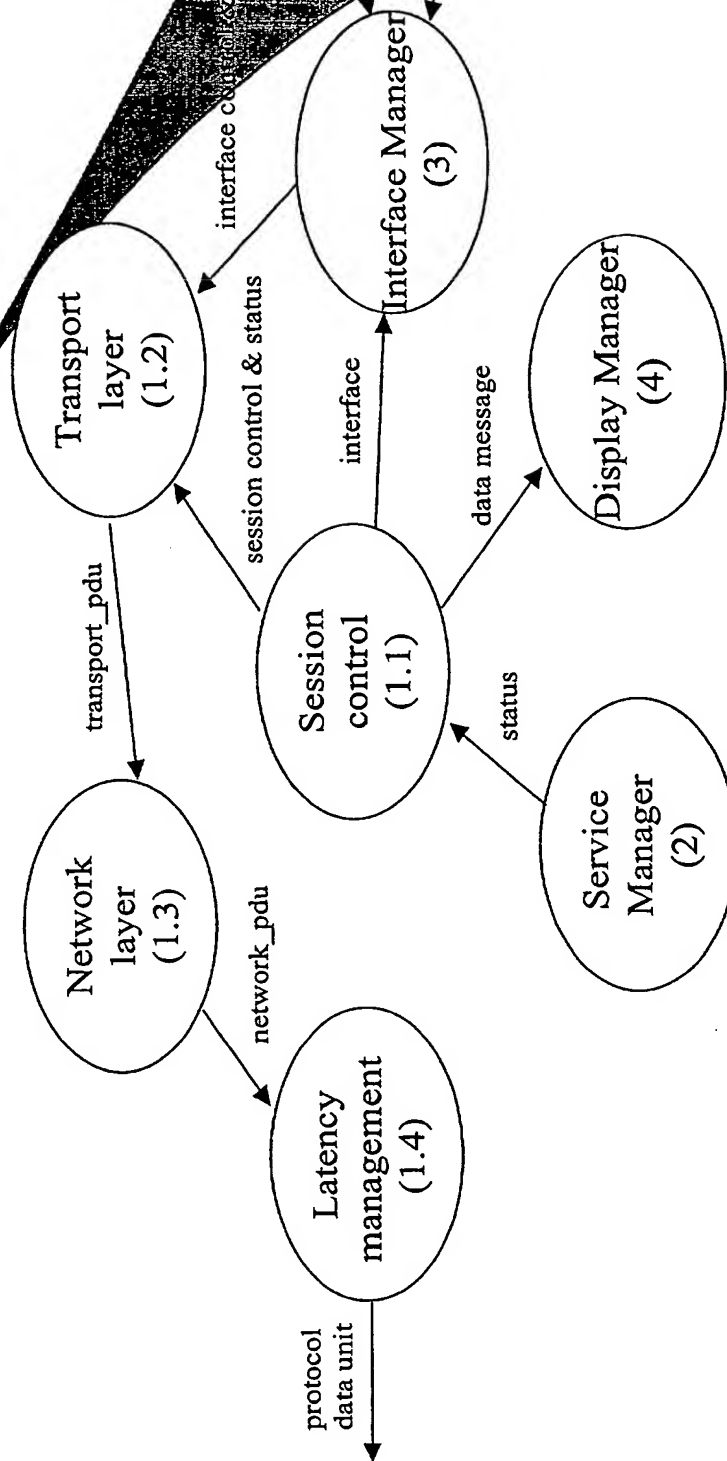 protocol
data unit
Latency
management
(1.4)
network_pdu
Network
layer
(1.3)
transport_pdu
Transport
layer
(1.2)
Service
Manager
(2)
status
Session
control
(1.1)
session control & status
interface
data message
Display Manager
(4)
Interface Manager
(3)
interface control &